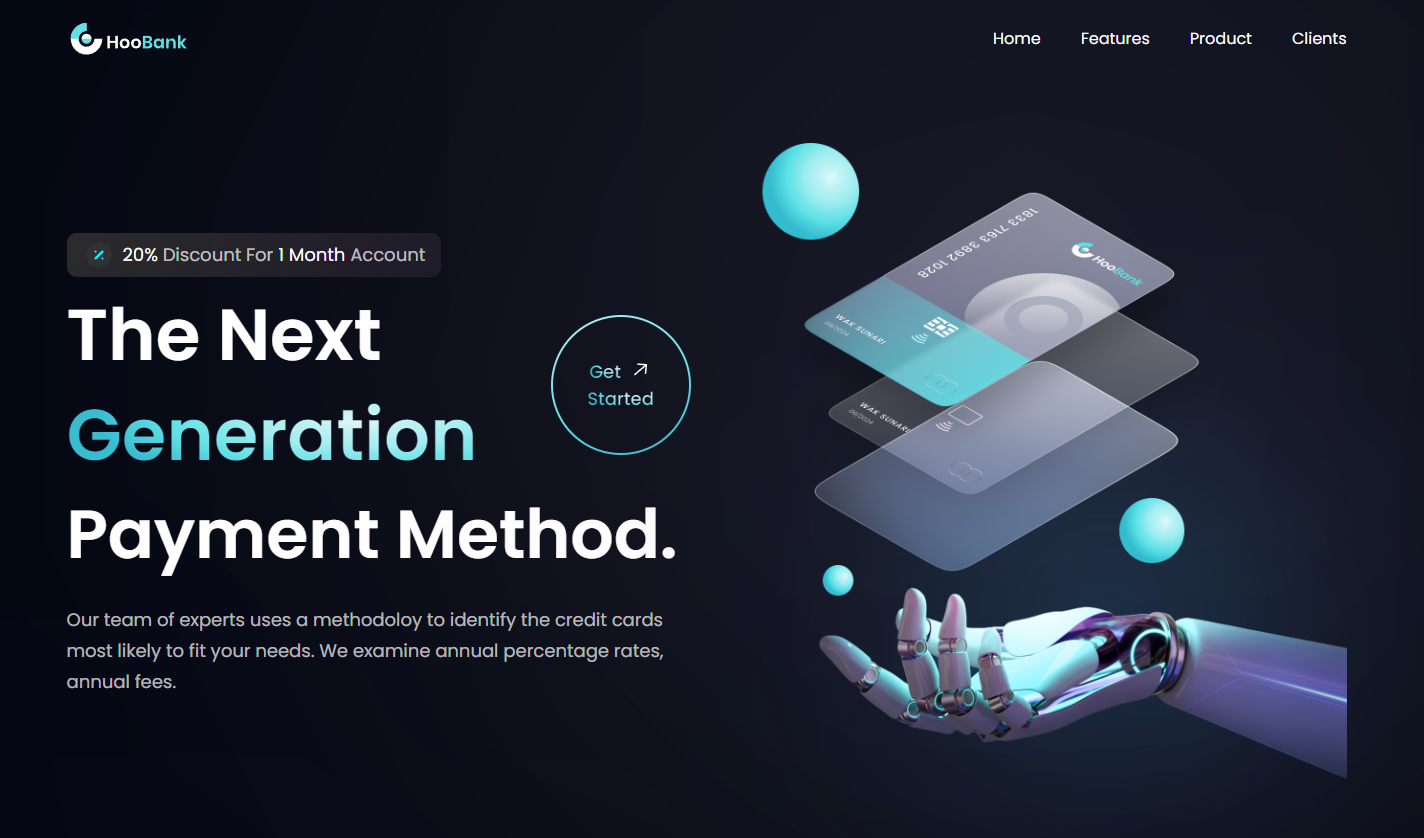 HooBank
Home Features Product Clients
20% Discount For 1 Month Account
The Next
Generation
Payment Method.
Get
Started
Our team of experts uses a methodoloy to identify the credit cards
most likely to fit your needs. We examine annual percentage rates,
annual fees.
1833 7163 3892 1028
HooBank
WAK SUNARI
06/2024
WAK SUNARI
06/2024